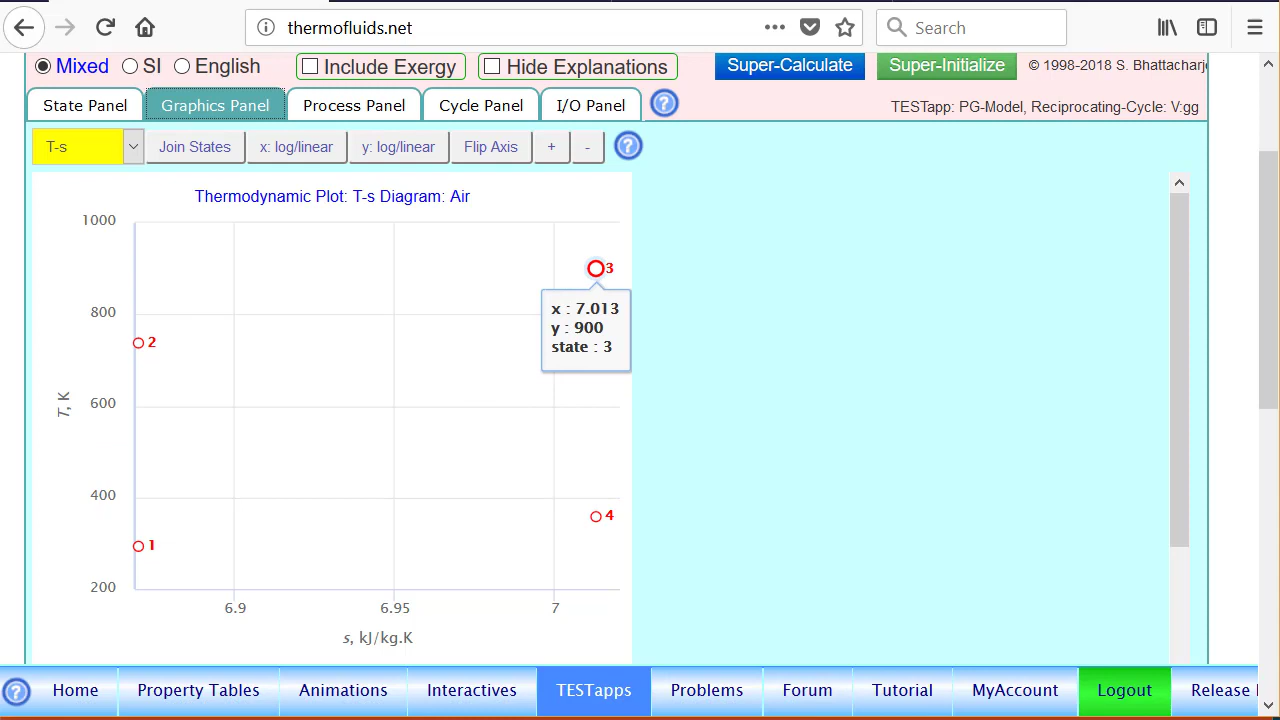 thermofluids.net
Search
Mixed SI English Include Exergy Hide Explanations Super-Calculate Super-Initialize © 1998-2018 S. Bhattacharje
State Panel Graphics Panel Process Panel Cycle Panel I/O Panel ? TESTapp: PG-Model, Reciprocating-Cycle: V:gg
T-s Join States x: log/linear y: log/linear Flip Axis + - ?
Thermodynamic Plot: T-s Diagram: Air
1000
3
x : 7.013
800
y : 900
2
state : 3
600
T, K
400
4
1
200
6.9 6.95 7
s, kJ/kg.K
? Home Property Tables Animations Interactives TESTapps Problems Forum Tutorial MyAccount Logout Release